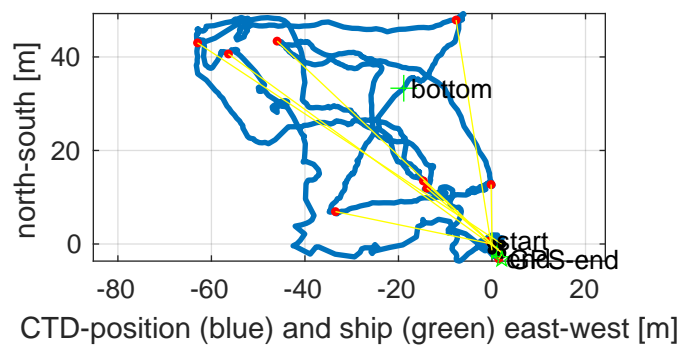 north-south [m]
40
20
0
bottom
start
end
GPS-end
-80
-60
-40
-20
0
20
CTD-position (blue) and ship (green) east-west [m]